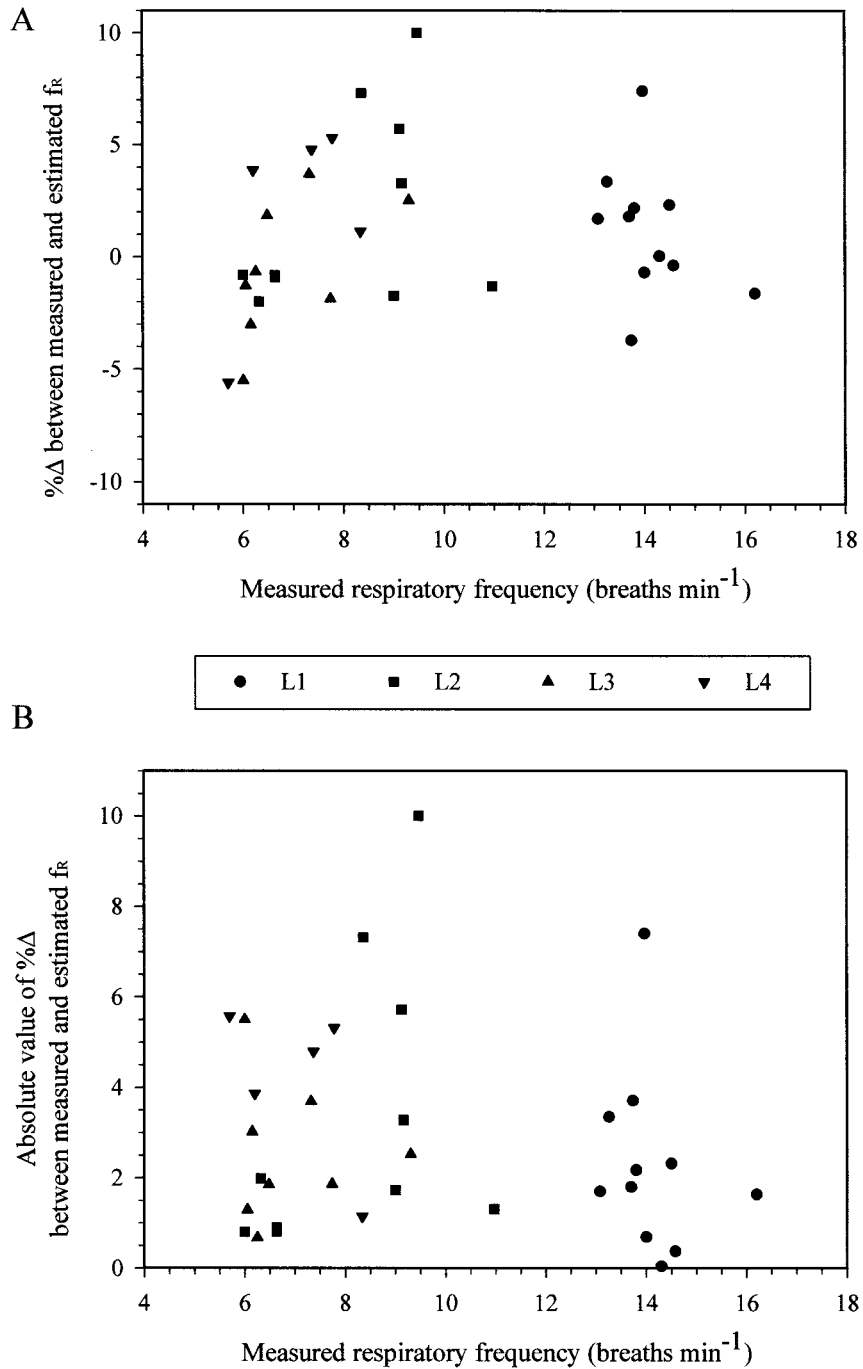 A
%Δ between measured and estimated fR
10
5
0
-5
-10
4 6 8 10 12 14 16 18
Measured respiratory frequency (breaths min-1)
L1 L2 L3 L4
B
Absolute value of %Δ
between measured and estimated fR
10
8
6
4
2
0
4 6 8 10 12 14 16 18
Measured respiratory frequency (breaths min-1)